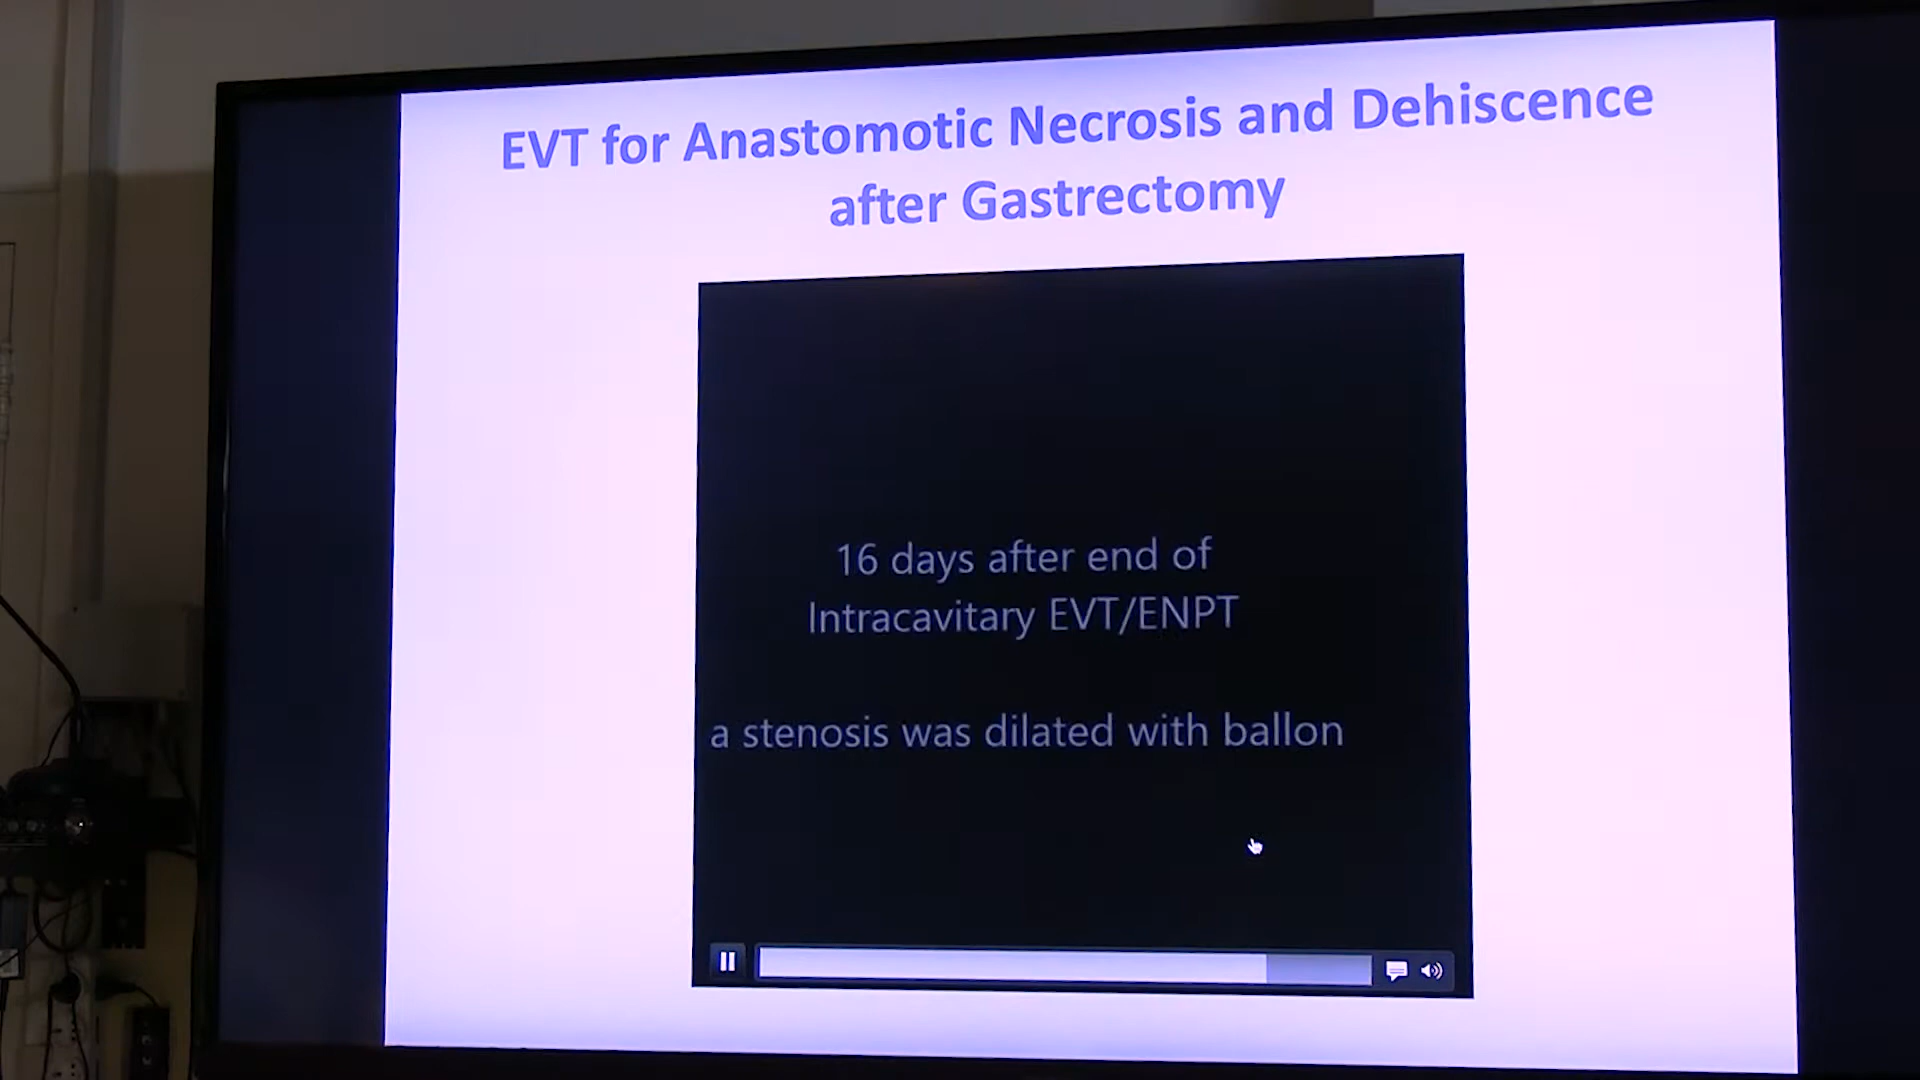 EVT for Anastomotic Necrosis and Dehiscence
after Gastrectomy
16 days after end of
Intracavitary EVT/ENPT
a stenosis was dilated with ballon